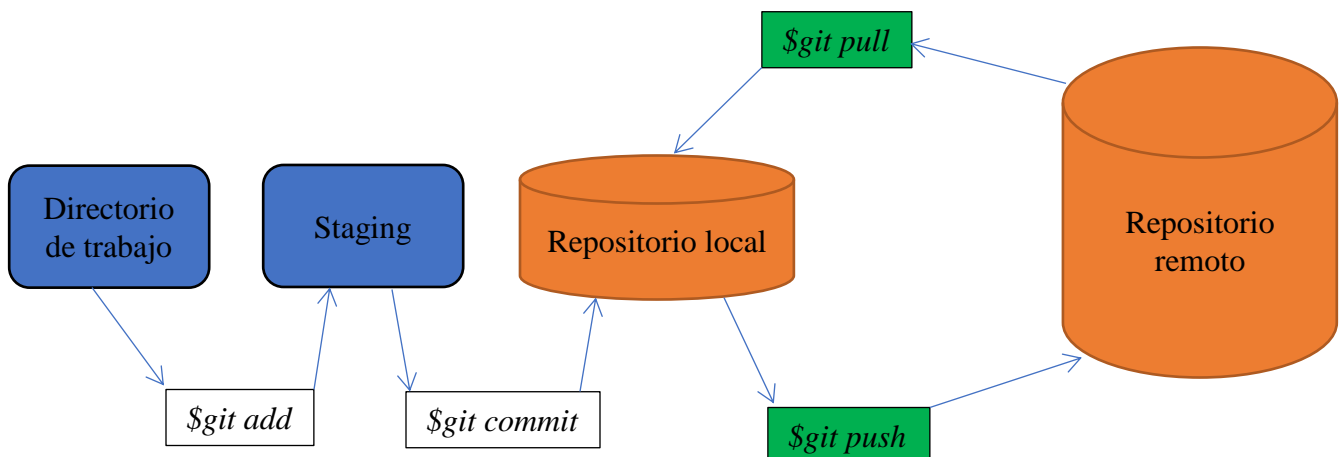 $git pull
Directorio
de trabajo
Staging
Repositorio local
Repositorio
remoto
$git add
$git commit
$git push